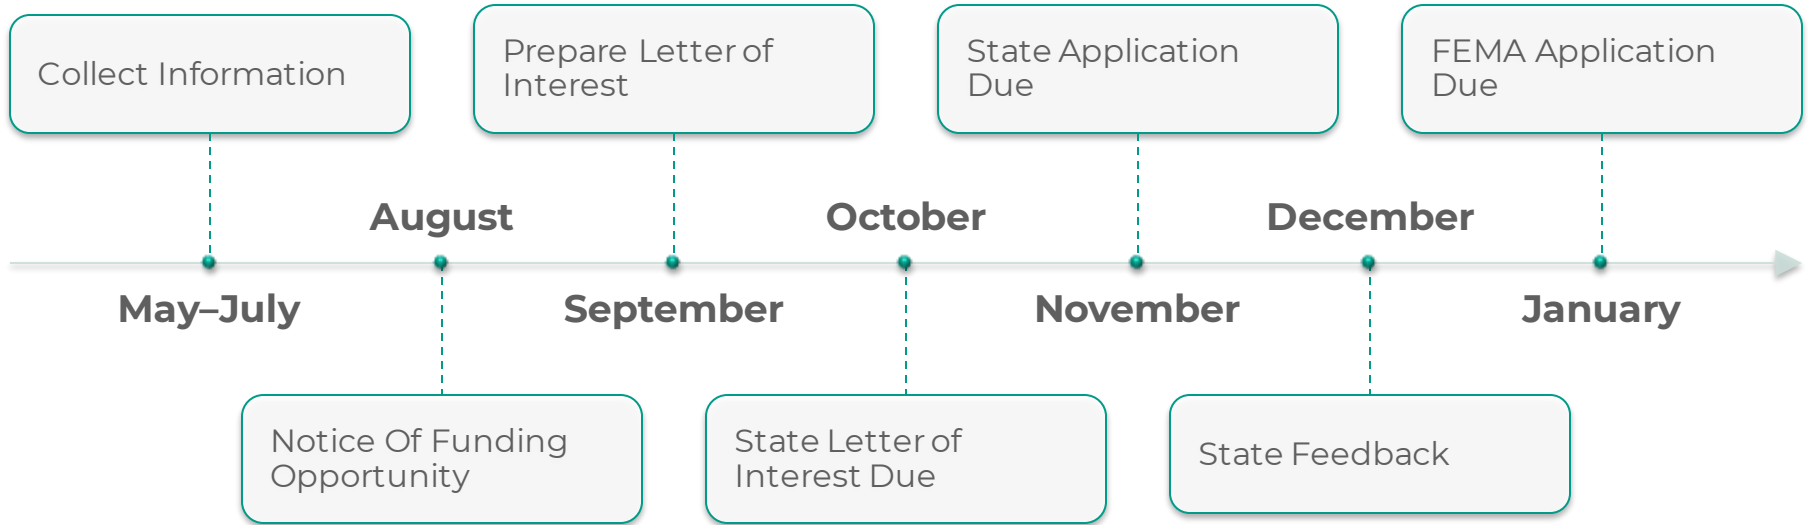 Collect Information
Prepare Letter of
Interest
State Application
Due
FEMA Application
Due
August
October
December
May–July
September
November
January
Notice Of Funding
Opportunity
State Letter of
Interest Due
State Feedback